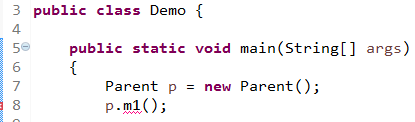 3 public class Demo {
4
5 public static void main(String[] args)
6 {
7 Parent p = new Parent();
8 p.m1();